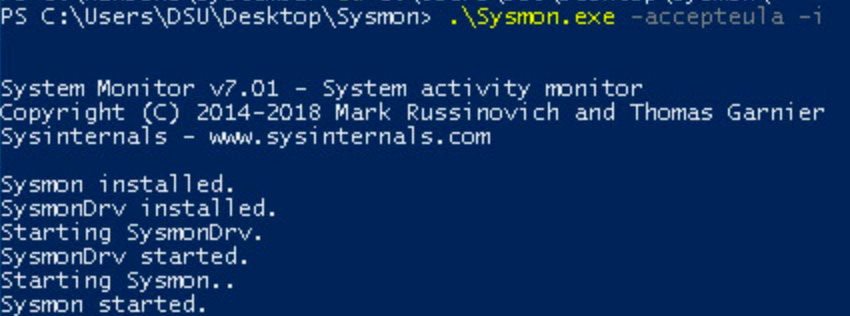 PS C:\Users\DSU\Desktop\Sysmon> .\Sysmon.exe -accepteula -i
System Monitor v7.01 - System activity monitor
Copyright (C) 2014-2018 Mark Russinovich and Thomas Garnier
Sysinternals - www.sysinternals.com
Sysmon installed.
SysmonDrv installed.
Starting SysmonDrv.
SysmonDrv started.
Starting Sysmon..
Sysmon started.